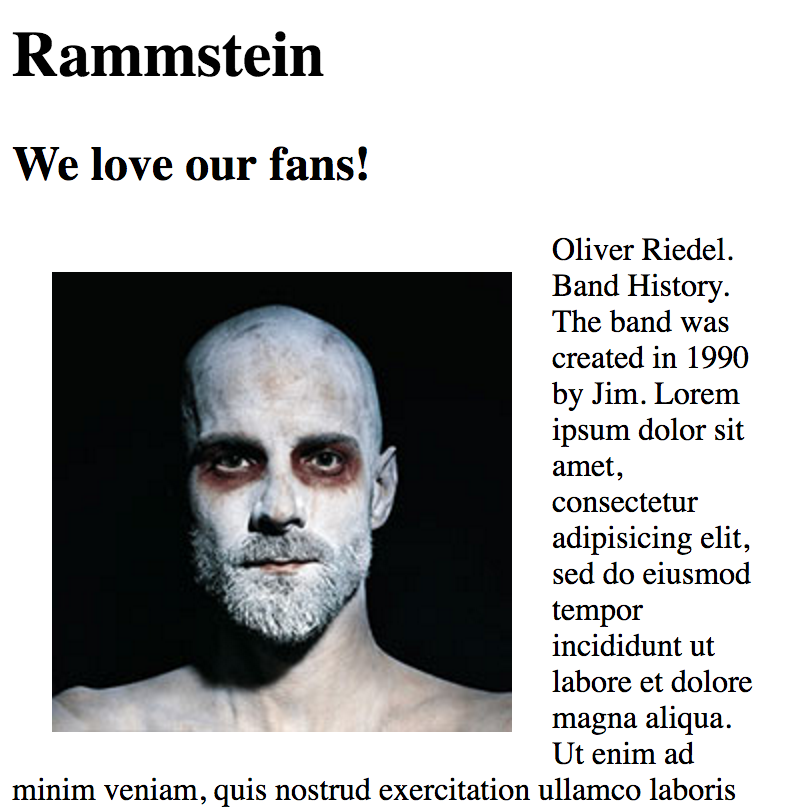 Rammstein
We love our fans!
Oliver Riedel.
Band History.
The band was
created in 1990
by Jim. Lorem
ipsum dolor sit
amet,
consectetur
adipisicing elit,
sed do eiusmod
tempor
incididunt ut
labore et dolore
magna aliqua.
Ut enim ad
minim veniam, quis nostrud exercitation ullamco laboris